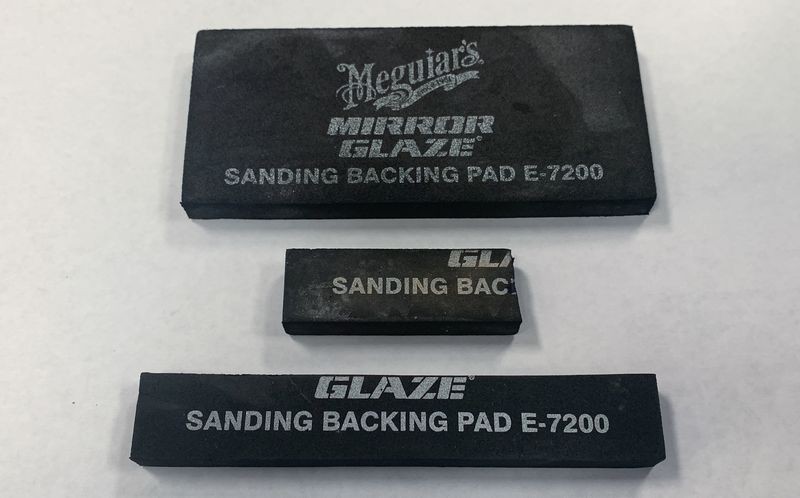 Meguiar's
MIRROR
GLAZE®
SANDING BACKING PAD E-7200
GLA
SANDING BAC
GLAZE®
SANDING BACKING PAD E-7200